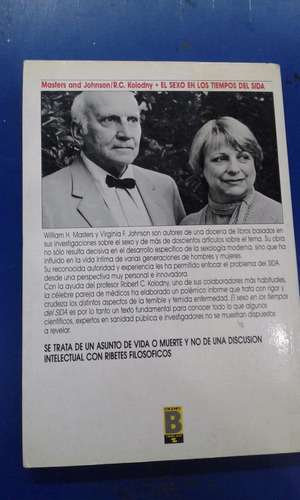 Masters and Johnson/R.C. Kolodny • EL SEXO EN LOS TIEMPOS DEL SIDA
William H. Masters y Virginia F. Johnson son autores de una docena de libros basados en
sus investigaciones sobre el sexo y de más de doscientos artículos sobre el tema. Su obra
no sólo resulta decisiva en el desarrollo específico de la sexología moderna, sino que ha
influido en la vida íntima de varias generaciones de hombres y mujeres.
Su reconocida autoridad y experiencia les ha permitido enfocar el problema del SIDA
desde una perspectiva muy personal e innovadora.
Con la ayuda del profesor Robert C. Kolodny, uno de sus colaboradores más habituales,
la célebre pareja de médicos ha elaborado un polémico informe que trata con rigor y
crudeza los distintos aspectos de la temible y temida enfermedad. El sexo en los tiempos
del SIDA es por lo tanto un texto fundamental para conocer todo lo que algunos
científicos, expertos en sanidad pública e investigadores no se muestran dispuestos
a revelar.
SE TRATA DE UN ASUNTO DE VIDA O MUERTE Y NO DE UNA DISCUSION
INTELECTUAL CON RIBETES FILOSOFICOS
EDICIONES
B